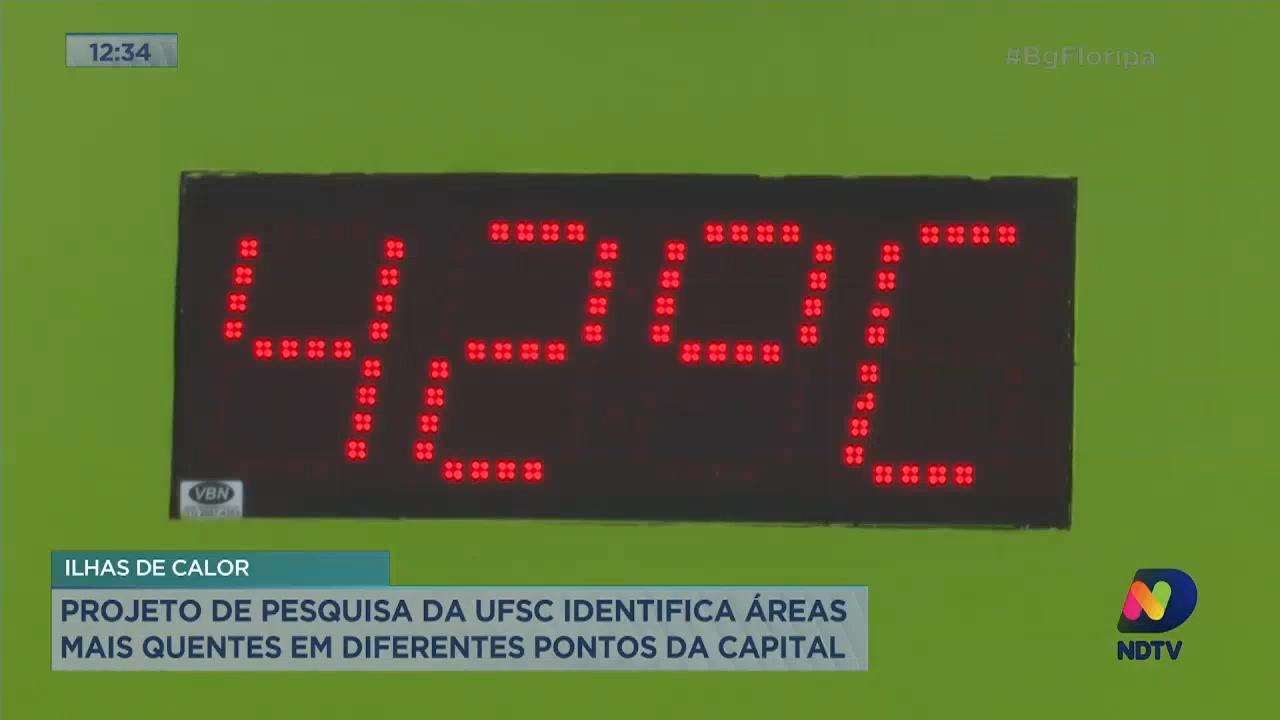 12:34
#BgFloripa
42ºC
VBN
ILHAS DE CALOR
PROJETO DE PESQUISA DA UFSC IDENTIFICA ÁREAS
MAIS QUENTES EM DIFERENTES PONTOS DA CAPITAL
NDTV